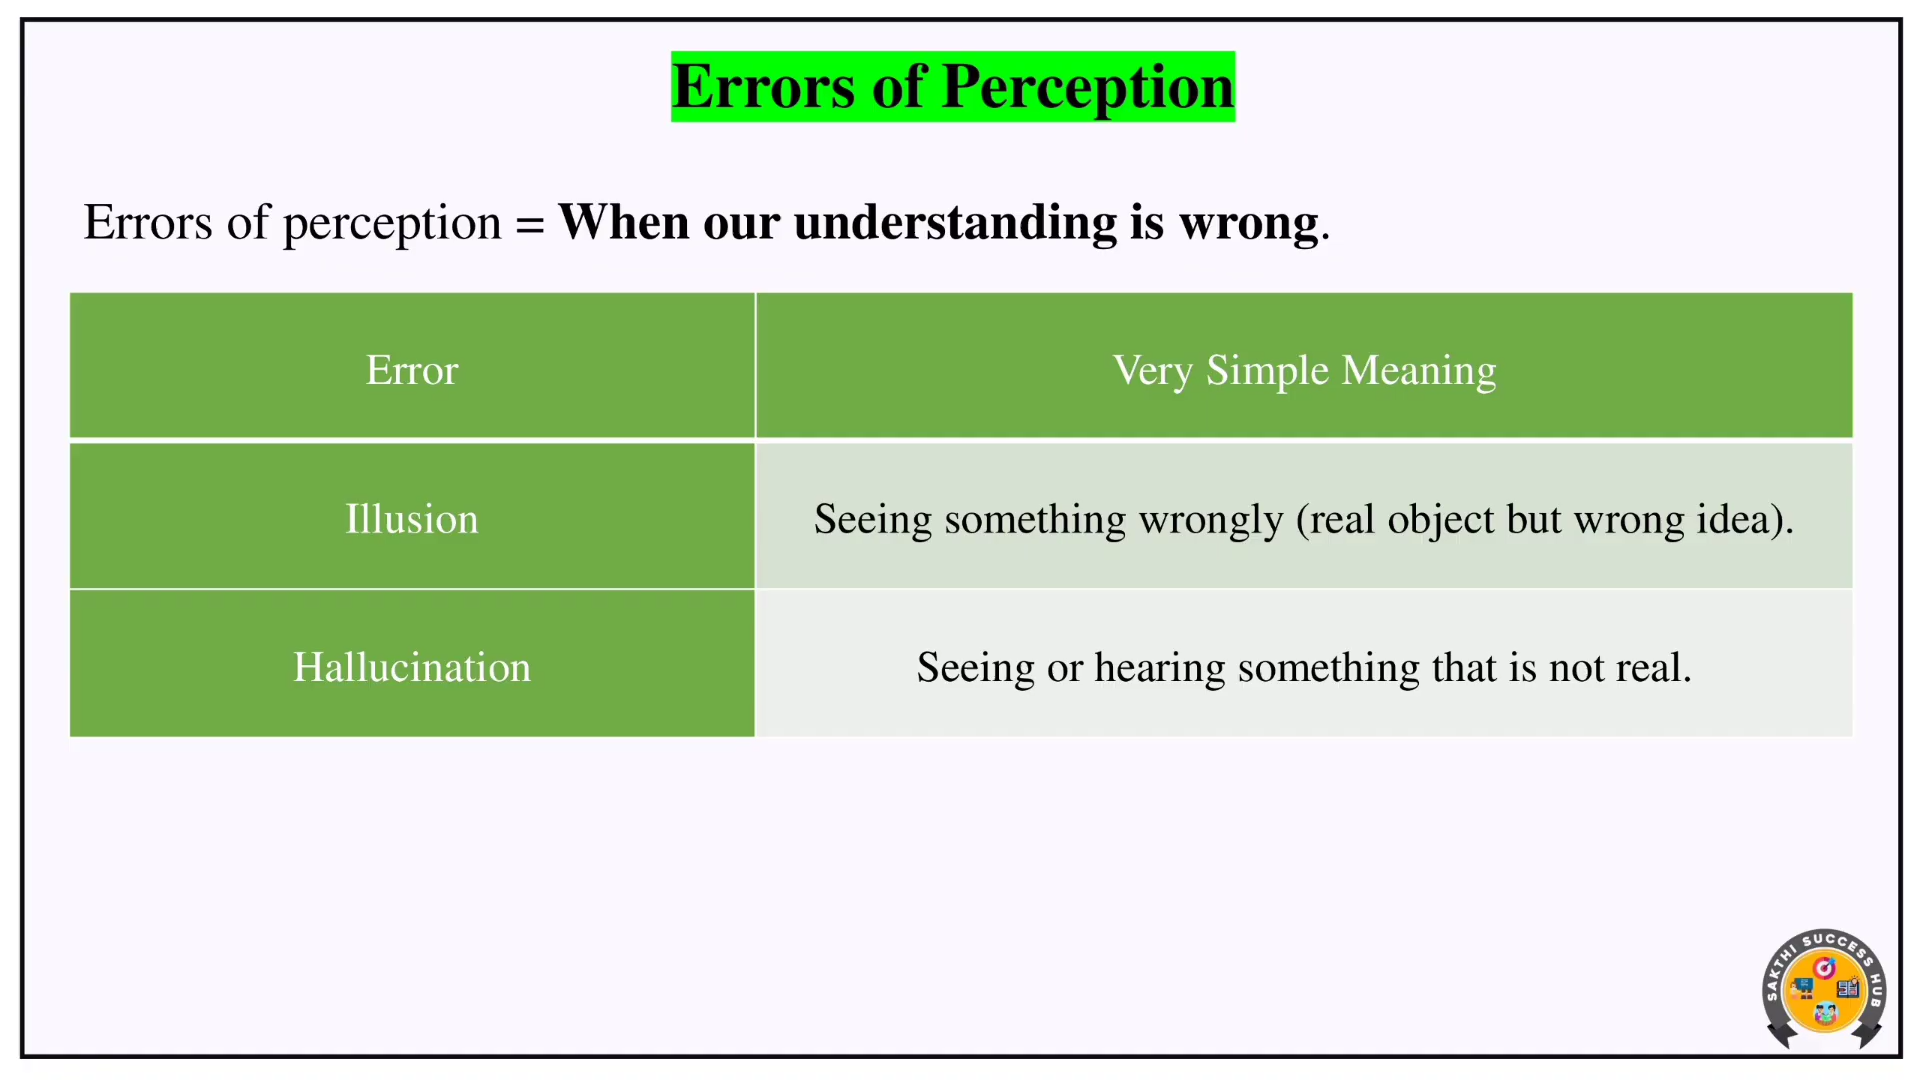 Errors of Perception
Errors of perception = When our understanding is wrong.
Error
Very Simple Meaning
Illusion
Seeing something wrongly (real object but wrong idea).
Hallucination
Seeing or hearing something that is not real.
SAKTHI SUCCESS HUB